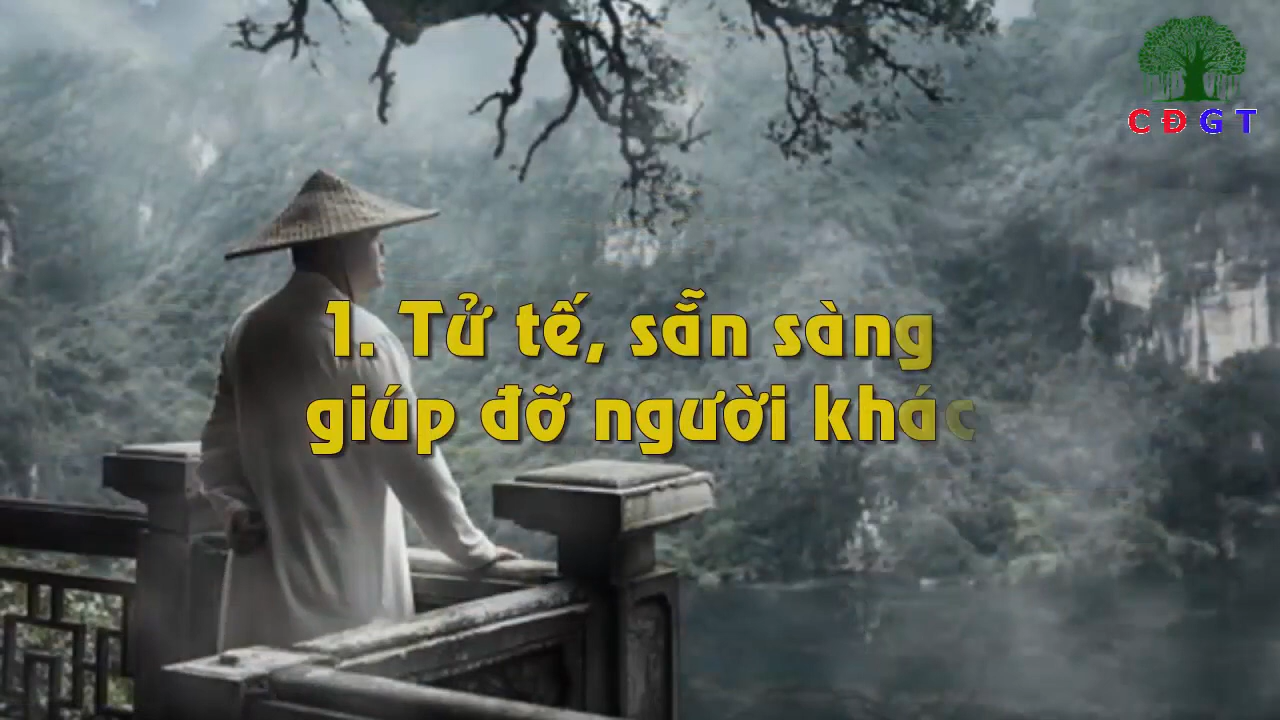 CĐGT
1. Tử tế, sẵn sàng
giúp đỡ người khác